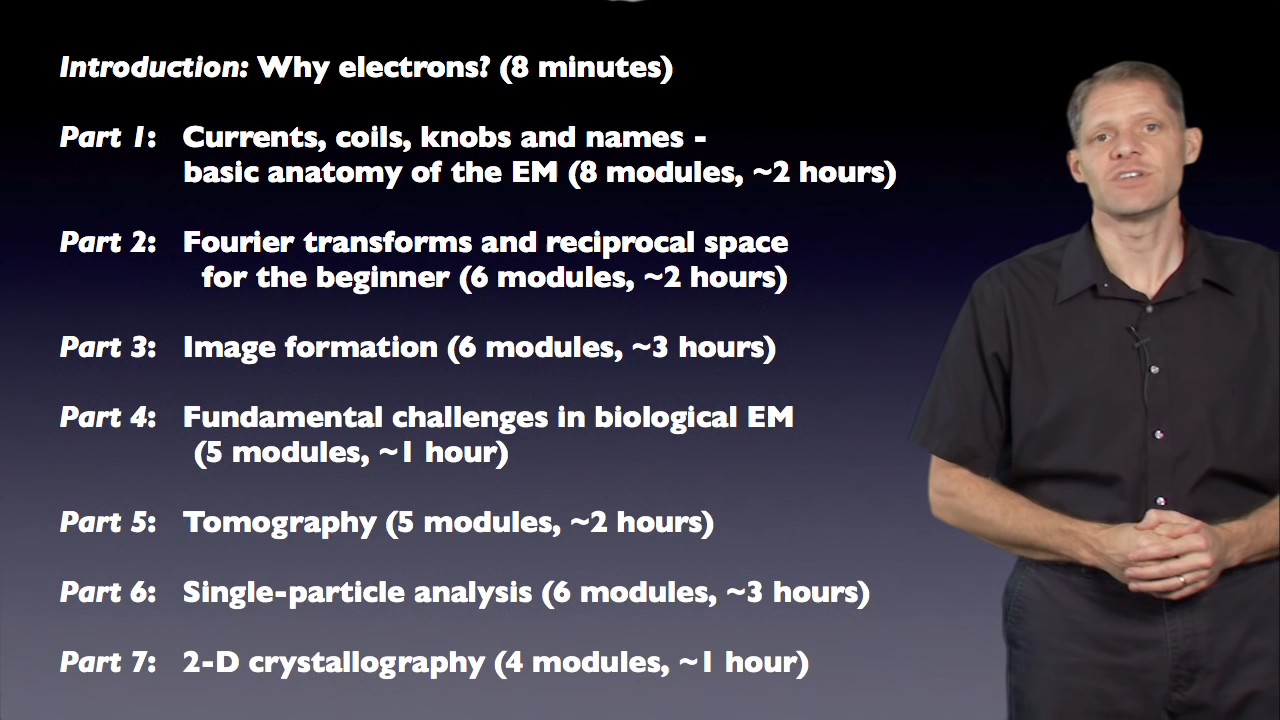 Introduction: Why electrons? (8 minutes)
Part 1: Currents, coils, knobs and names -
basic anatomy of the EM (8 modules, ~2 hours)
Part 2: Fourier transforms and reciprocal space
for the beginner (6 modules, ~2 hours)
Part 3: Image formation (6 modules, ~3 hours)
Part 4: Fundamental challenges in biological EM
(5 modules, ~1 hour)
Part 5: Tomography (5 modules, ~2 hours)
Part 6: Single-particle analysis (6 modules, ~3 hours)
Part 7: 2-D crystallography (4 modules, ~1 hour)